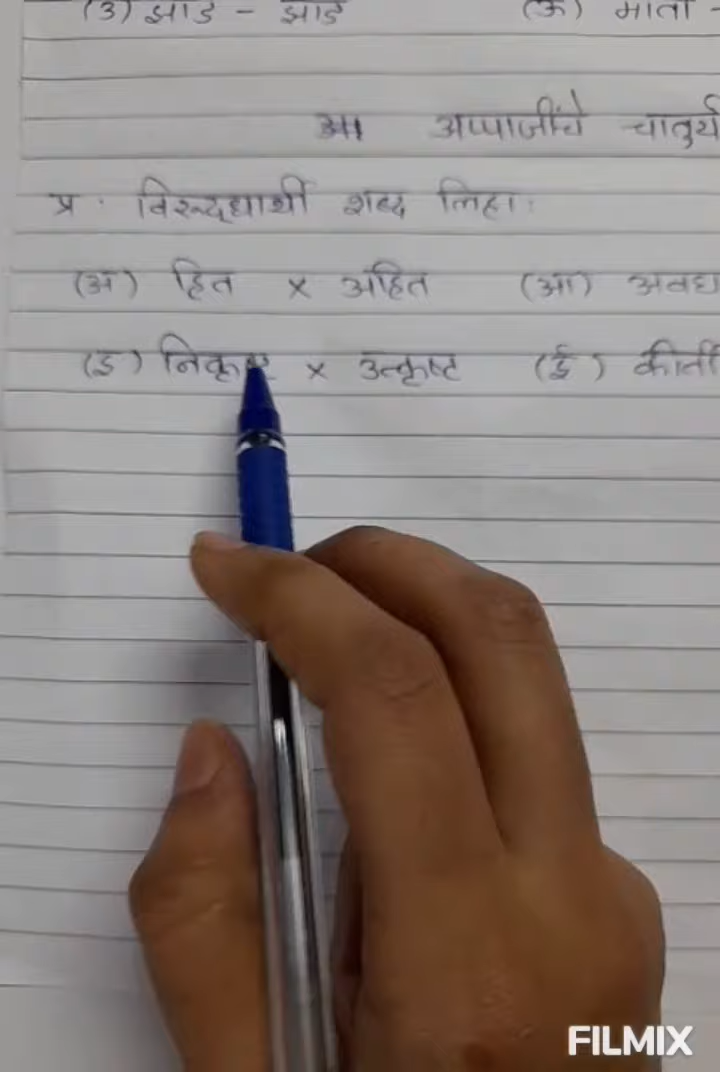 (उ) झाड - झाडे (ऊ) माता -
अप्पाजींचे चातुर्य
प्र. विरुद्धार्थी शब्द लिहा:
(अ) हित × अहित (आ)
(इ) × उत्कृष्ट (ई) कीर्ती
FILMIX